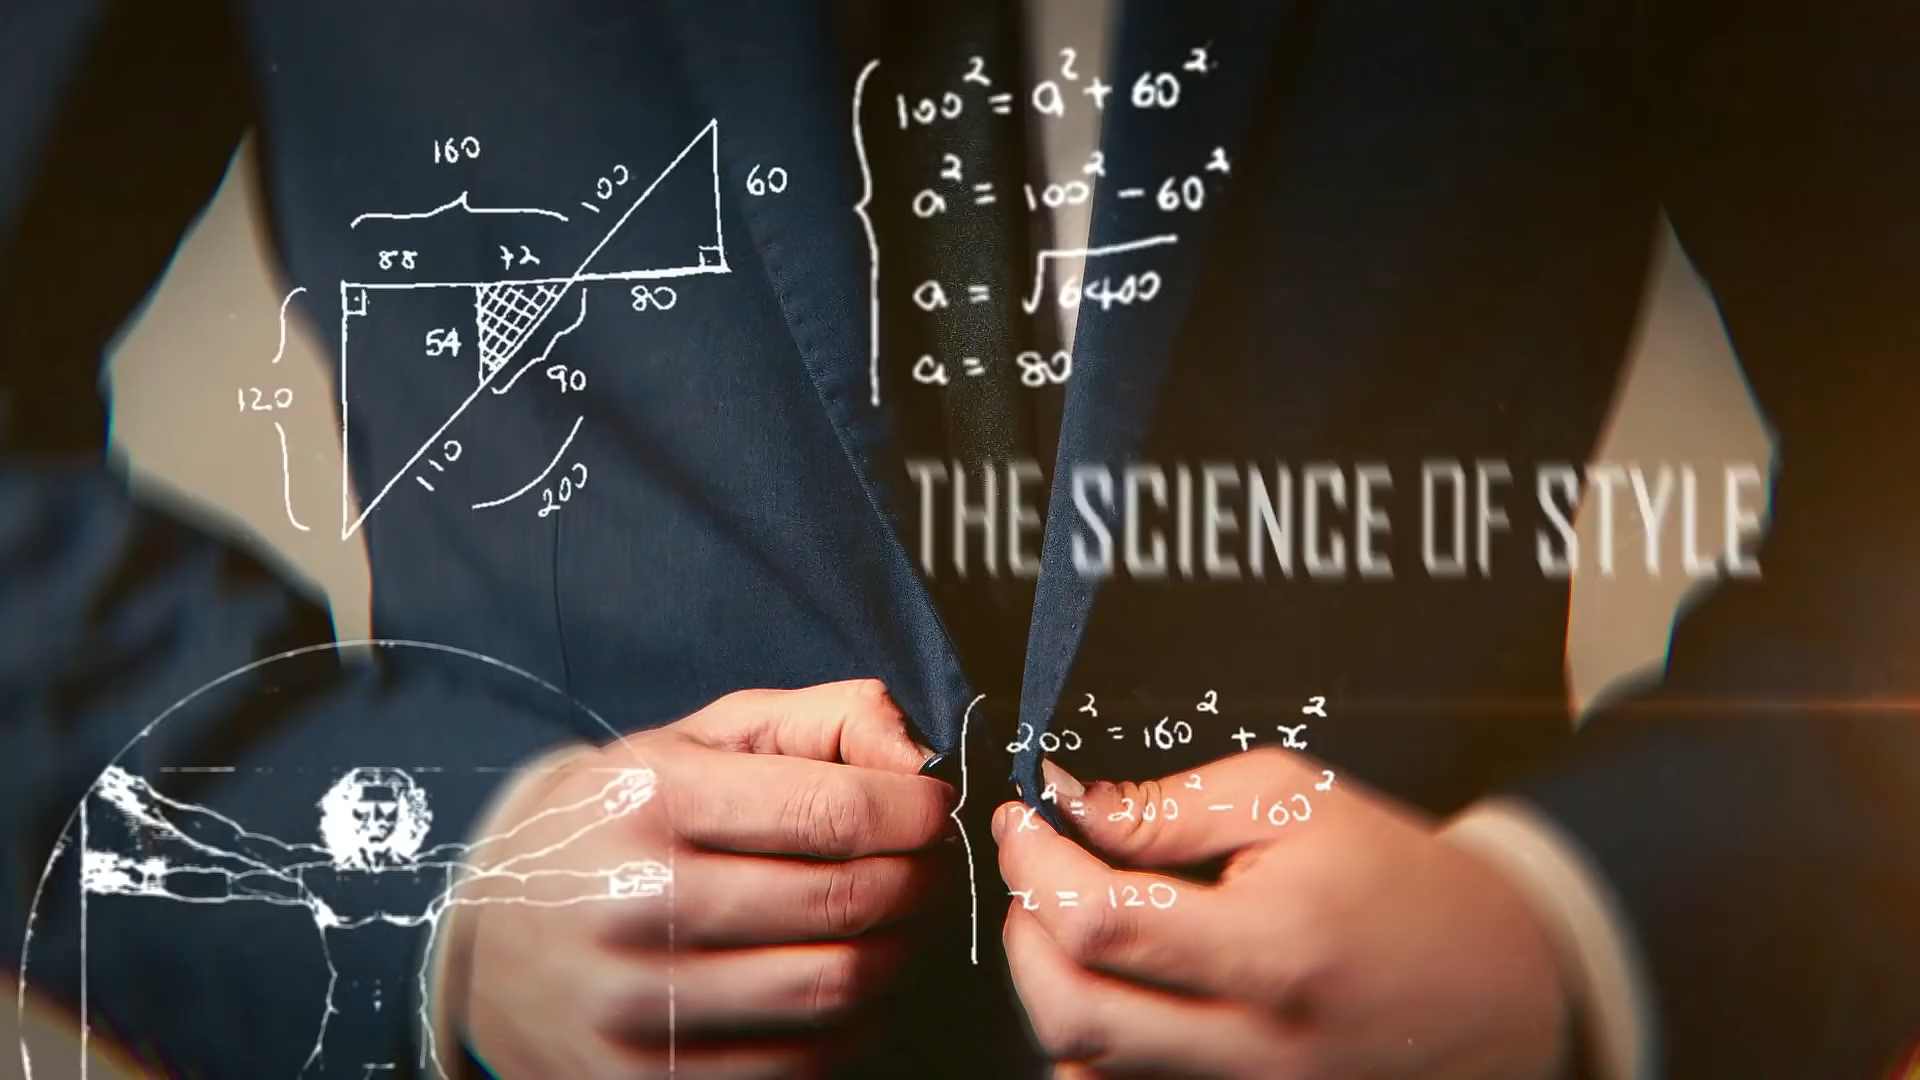 160
100
60
88 72
80
54
120
90
110
200
100² = a² + 60²
a² = 100² - 60²
a = √6400
a = 80
THE SCIENCE OF STYLE
200² = 160² + x²
x² = 200² - 160²
x = 120